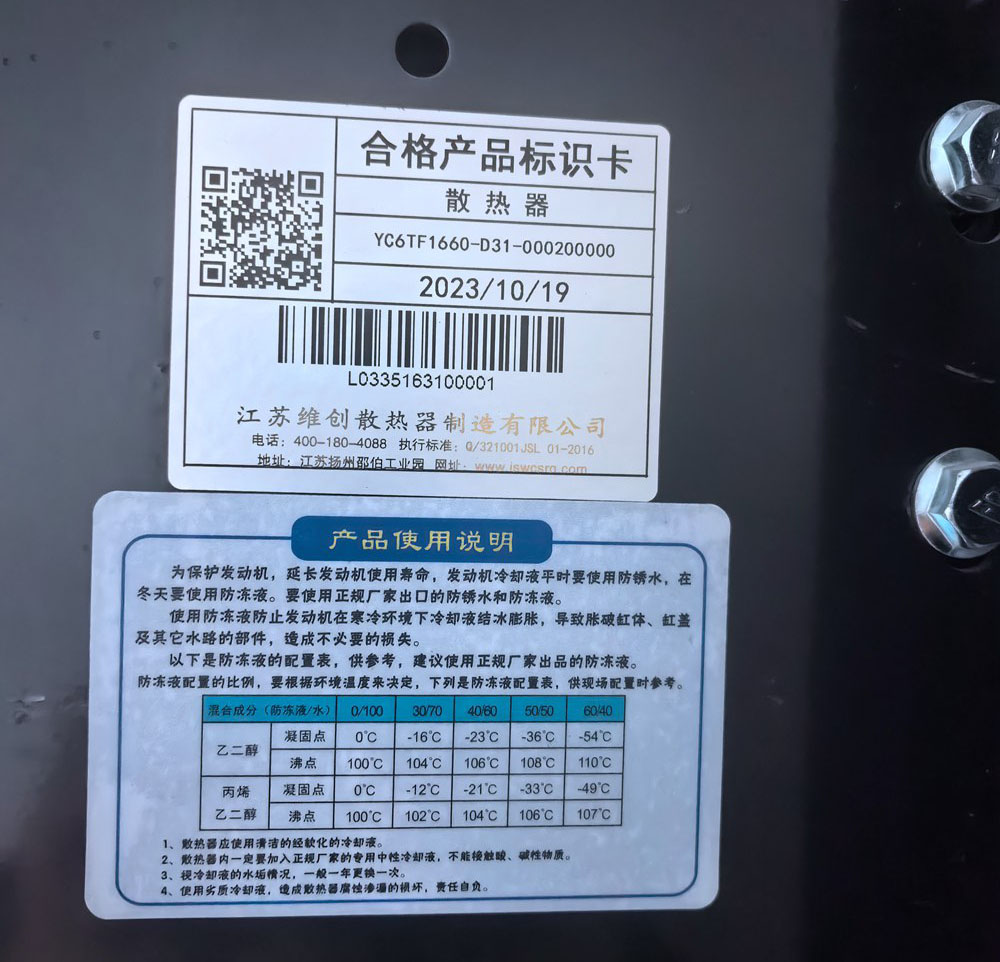 合格产品标识卡
散热器
YC6TF1660-D31-000200000
2023/10/19
L0335163100001
江苏维创散热器制造有限公司
电话：400-180-4088 执行标准：Q/321001JSL 01-2016
地址：江苏扬州邵伯工业园 网址：www.jswcsrq.com
产品使用说明
为保护发动机，延长发动机使用寿命，发动机冷却液平时要使用防锈水，在
冬天要使用防冻液。要使用正规厂家出口的防锈水和防冻液。
使用防冻液防止发动机在寒冷环境下冷却液结冰膨胀，导致胀破缸体、缸盖
及其它水路的部件，造成不必要的损失。
以下是防冻液的配置表，供参考，建议使用正规厂家出品的防冻液。
防冻液配置的比例，要根据环境温度来决定，下列是防冻液配置表，供现场配置时参考。
混合成分（防冻液/水） 0/100 30/70 40/60 50/50 60/40
乙二醇 凝固点 0℃ -16℃ -23℃ -36℃ -54℃
沸点 100℃ 104℃ 106℃ 108℃ 110℃
丙烯乙二醇 凝固点 0℃ -12℃ -21℃ -33℃ -49℃
沸点 100℃ 102℃ 104℃ 106℃ 107℃
1、散热器应使用清洁的经软化的冷却液。
2、散热器内一定要加入正规厂家的专用中性冷却液，不能接触酸、碱性物质。
3、视冷却液的水垢情况，一般一年更换一次。
4、使用劣质冷却液，造成散热器腐蚀渗漏的损坏，责任自负。